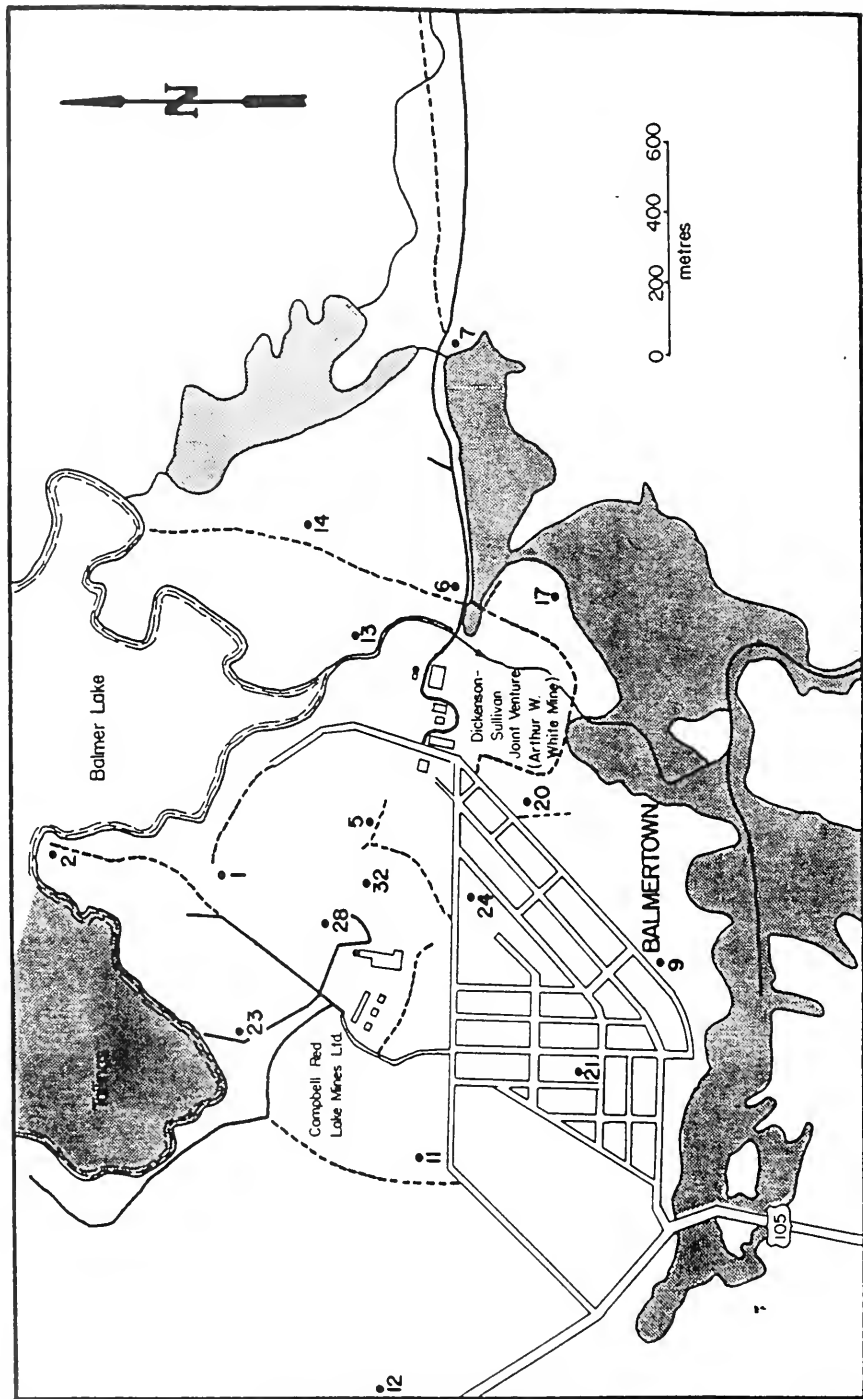 N
Balmer Lake
Tailings
2
1
23
28
32
5
13
14
6
7
Campbell Red
Lake Mines Ltd.
11
12
24
20
21
9
17
Dickenson-
Sullivan
Joint Venture
(Arthur W.
White Mine)
BALMERTOWN
105
0 200 400 600
metres